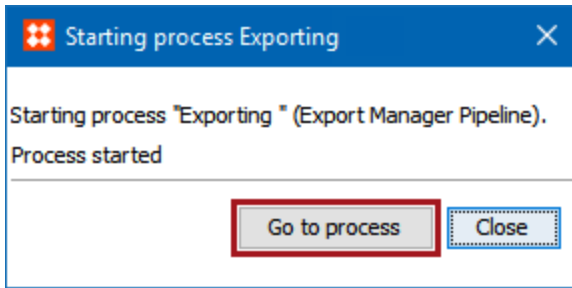 Starting process Exporting
Starting process "Exporting " (Export Manager Pipeline).
Process started
Go to process
Close